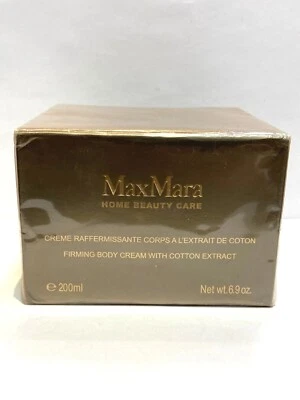 MaxMara
HOME BEAUTY CARE
CRÈME RAFFERMISSANTE CORPS A L'EXTRAIT DE COTON
FIRMING BODY CREAM WITH COTTON EXTRACT
℮ 200ml Net wt.6.9 oz.